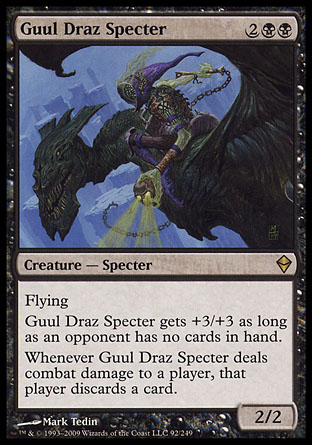 Guul Draz Specter 2
Creature — Specter
Flying
Guul Draz Specter gets +3/+3 as long
as an opponent has no cards in hand.
Whenever Guul Draz Specter deals
combat damage to a player, that
player discards a card.
Mark Tedin
™ & © 1993–2009 Wizards of the Coast LLC 92/249
2/2